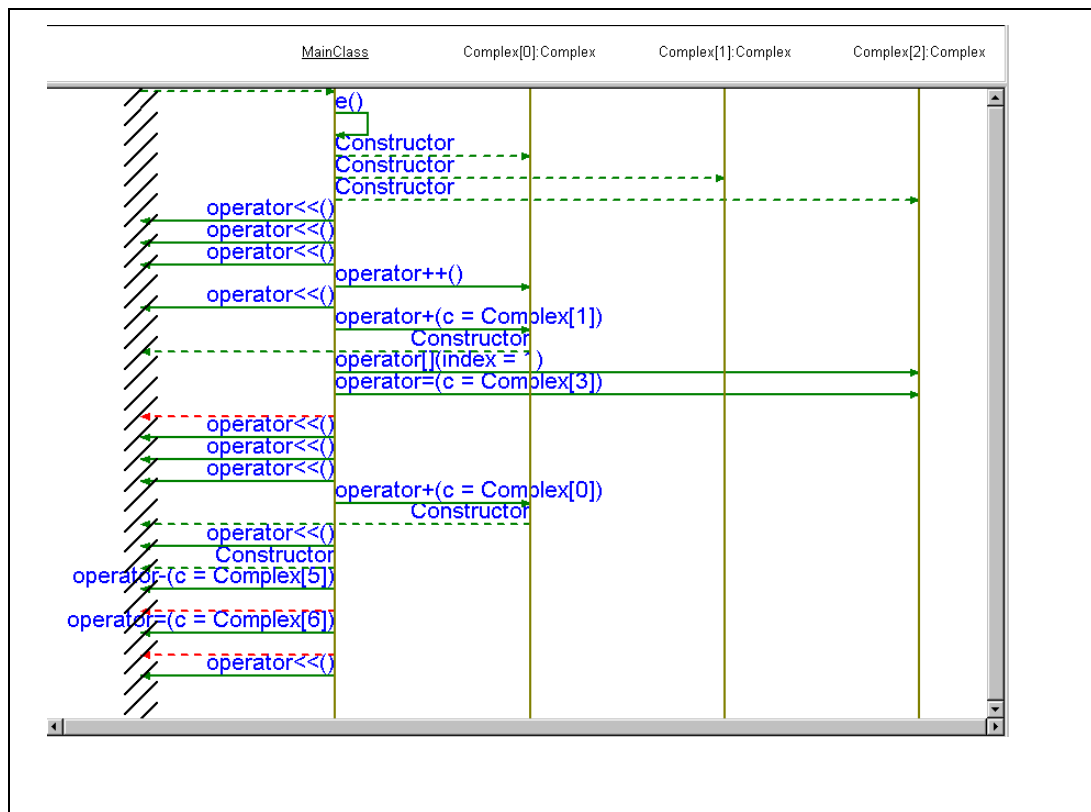 MainClass Complex[0]:Complex Complex[1]:Complex Complex[2]:Complex
e()
Constructor
Constructor
Constructor
operator<<()
operator<<()
operator<<()
operator++()
operator<<()
operator+(c = Complex[1])
Constructor
operator[](index = 1)
operator=(c = Complex[3])
operator<<()
operator<<()
operator<<()
operator+(c = Complex[0])
Constructor
operator<<()
Constructor
operator-(c = Complex[5])
operator=(c = Complex[6])
operator<<()